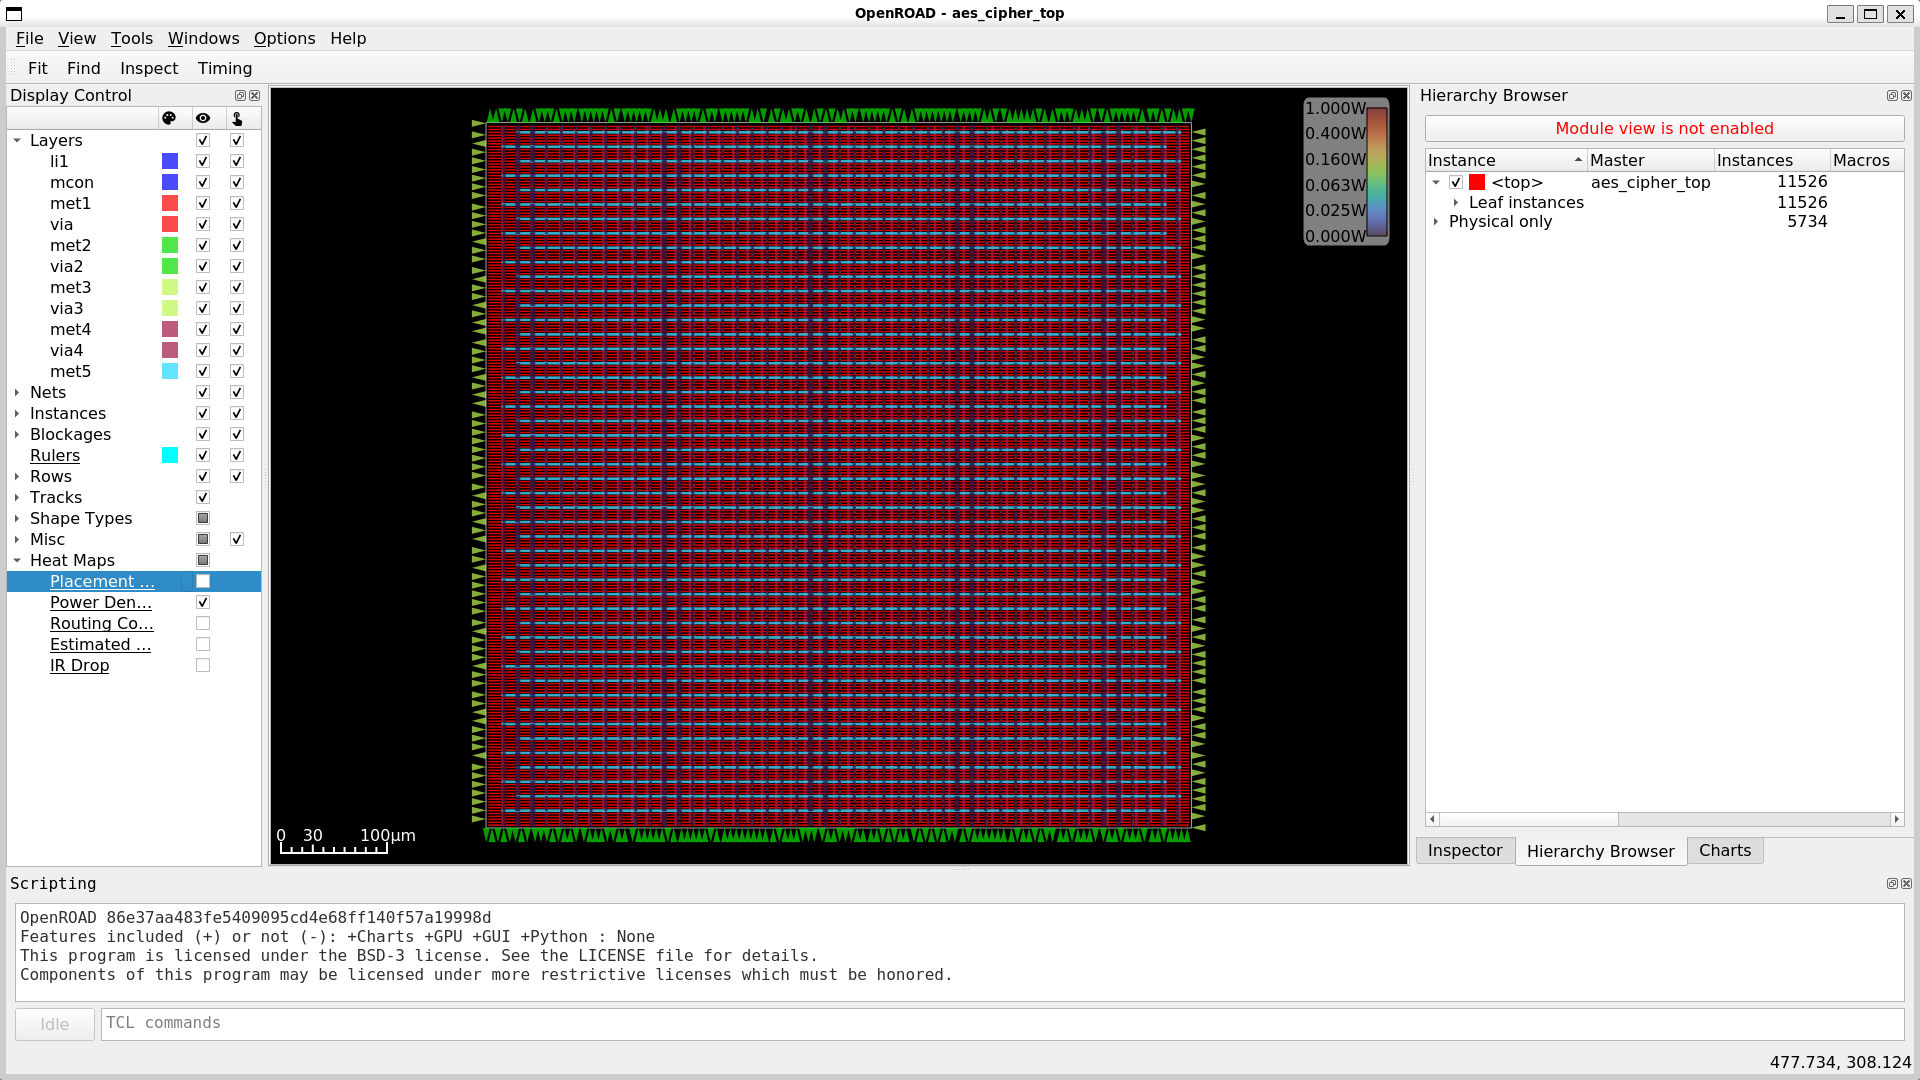 OpenROAD - aes_cipher_top
File View Tools Windows Options Help
Fit Find Inspect Timing
Display Control
Layers
li1
mcon
met1
via
met2
via2
met3
via3
met4
via4
met5
Nets
Instances
Blockages
Rulers
Rows
Tracks
Shape Types
Misc
Heat Maps
Placement ...
Power Den...
Routing Co...
Estimated ...
IR Drop
1.000W
0.400W
0.160W
0.063W
0.025W
0.000W
0 30 100μm
Hierarchy Browser
Module view is not enabled
Instance Master Instances Macros
<top> aes_cipher_top 11526
Leaf instances 11526
Physical only 5734
Inspector Hierarchy Browser Charts
Scripting
OpenROAD 86e37aa483fe5409095cd4e68ff140f57a19998d
Features included (+) or not (-): +Charts +GPU +GUI +Python : None
This program is licensed under the BSD-3 license. See the LICENSE file for details.
Components of this program may be licensed under more restrictive licenses which must be honored.
Idle TCL commands
477.734, 308.124